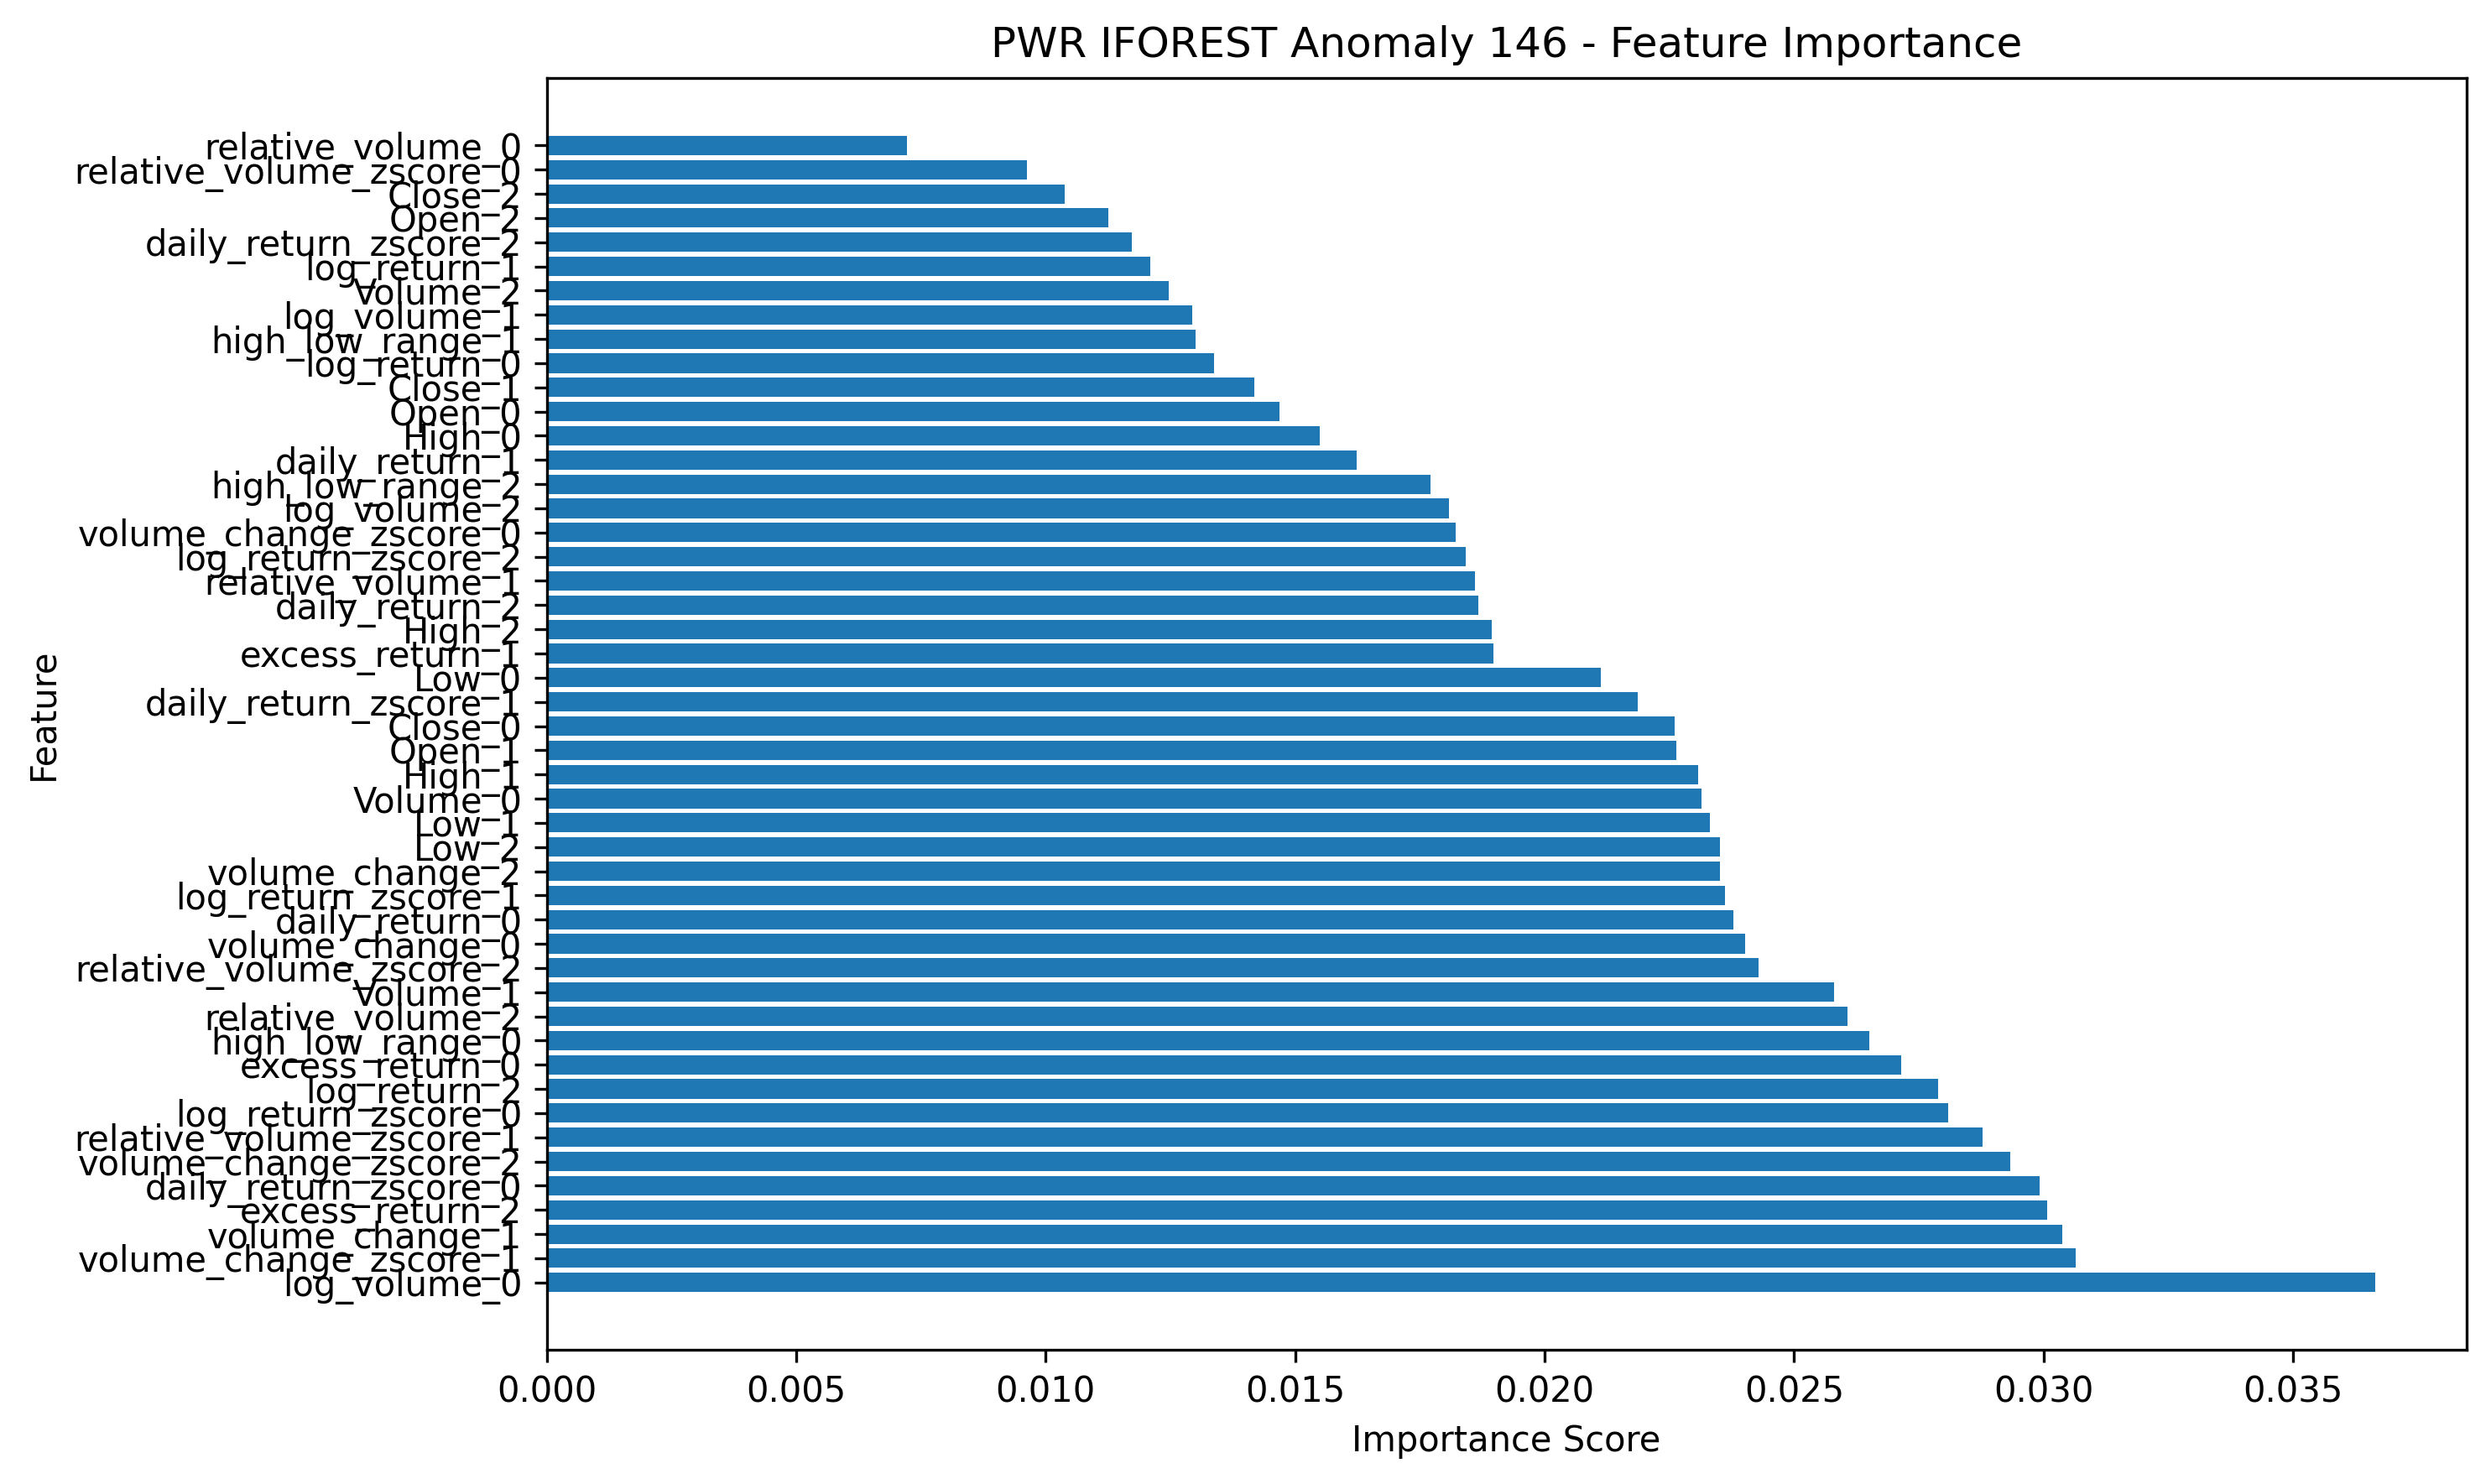 PWR IFOREST Anomaly 146 - Feature Importance
relative_volume_0
relative_volume_zscore_0
Close_2
Open_2
daily_return_zscore_2
log_return_1
Volume_2
log_volume_1
high_low_range_1
log_return_0
Close_1
Open_0
High_0
daily_return_1
high_low_range_2
log_volume_2
volume_change_zscore_0
log_return_zscore_2
relative_volume_1
daily_return_2
High_2
excess_return_1
Low_0
daily_return_zscore_1
Close_0
Open_1
High_1
Volume_0
Low_1
Low_2
volume_change_2
log_return_zscore_1
daily_return_0
volume_change_0
relative_volume_zscore_2
Volume_1
relative_volume_2
high_low_range_0
excess_return_0
log_return_2
log_return_zscore_0
relative_volume_zscore_1
volume_change_zscore_2
daily_return_zscore_0
excess_return_2
volume_change_1
volume_change_zscore_1
log_volume_0
Feature
0.000 0.005 0.010 0.015 0.020 0.025 0.030 0.035
Importance Score